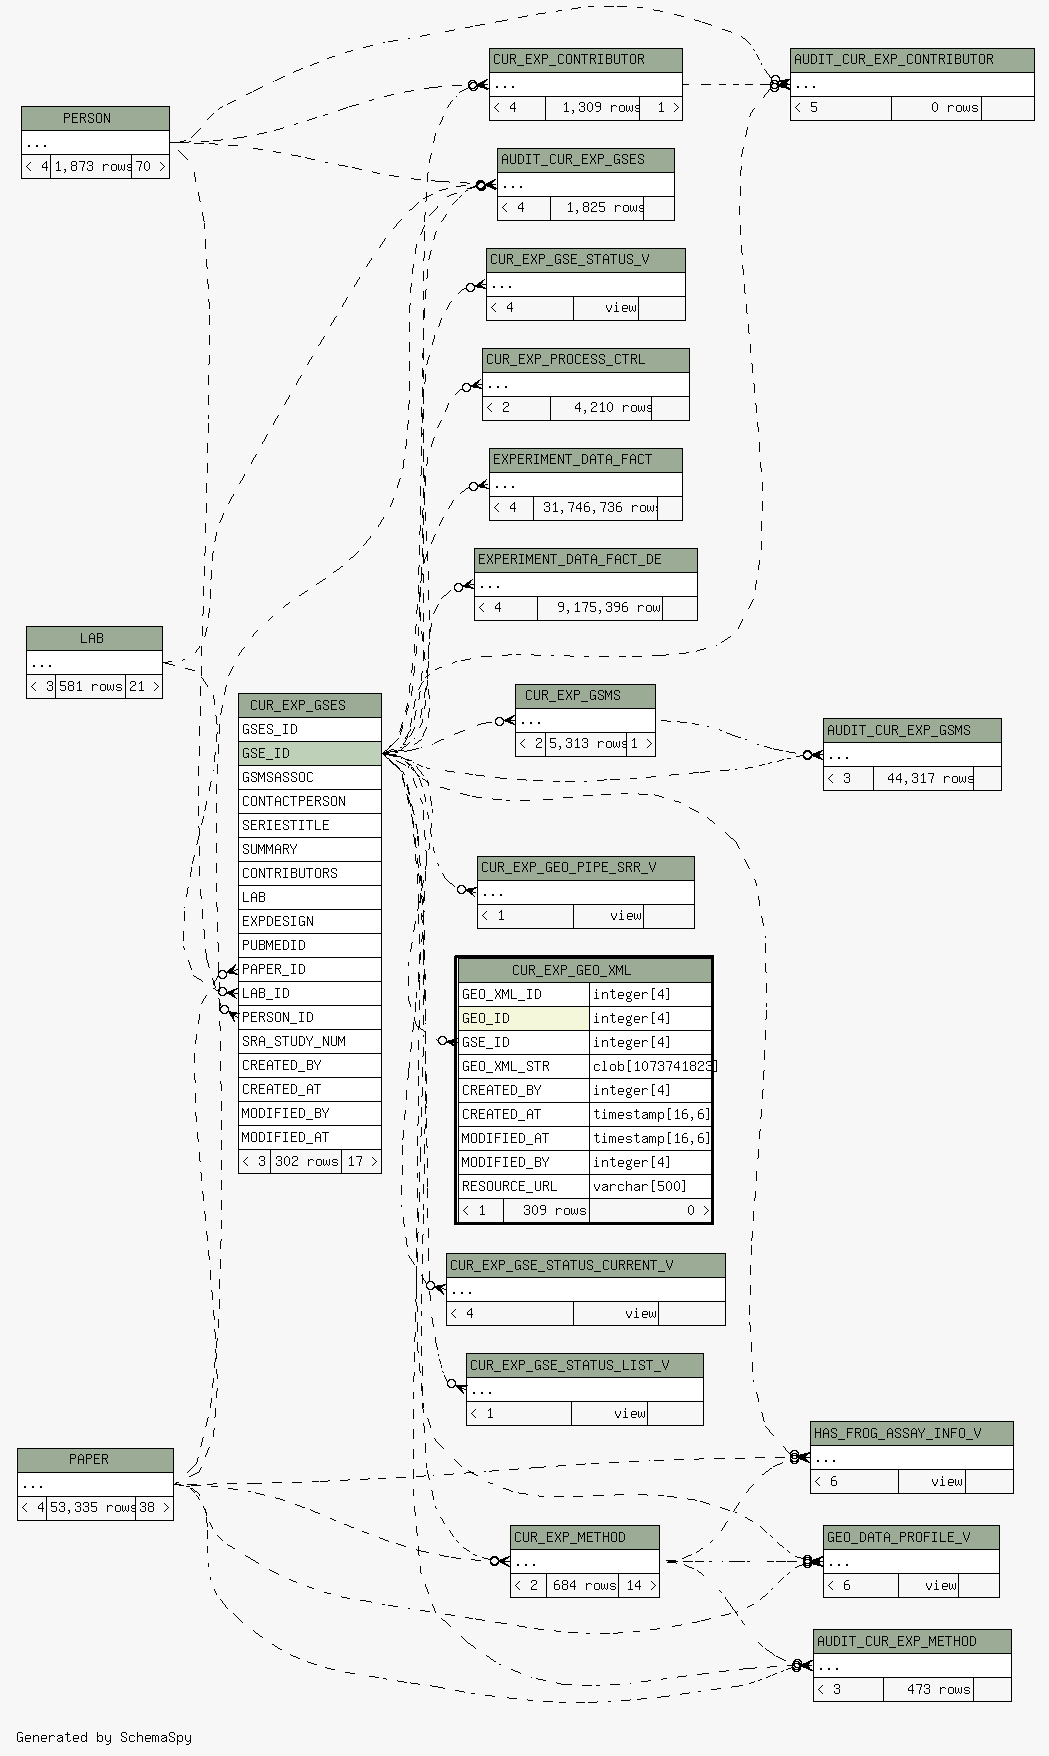 CUR_EXP_CONTRIBUTOR
...
< 4 1,309 rows 1 >
AUDIT_CUR_EXP_CONTRIBUTOR
...
< 5 0 rows
PERSON
...
< 4 1,873 rows 70 >
AUDIT_CUR_EXP_GSES
...
< 4 1,825 rows
CUR_EXP_GSE_STATUS_V
...
< 4 view
CUR_EXP_PROCESS_CTRL
...
< 2 4,210 rows
EXPERIMENT_DATA_FACT
...
< 4 31,746,736 row
EXPERIMENT_DATA_FACT_DE
...
< 4 9,175,396 row
LAB
...
< 3 581 rows 21 >
CUR_EXP_GSES
GSES_ID
GSE_ID
GSMSASSOC
CONTACTPERSON
SERIESTITLE
SUMMARY
CONTRIBUTORS
LAB
EXPDESIGN
PUBMEDID
PAPER_ID
LAB_ID
PERSON_ID
SRA_STUDY_NUM
CREATED_BY
CREATED_AT
MODIFIED_BY
MODIFIED_AT
< 3 302 rows 17 >
CUR_EXP_GSMS
...
< 2 5,313 rows 1 >
AUDIT_CUR_EXP_GSMS
...
< 3 44,317 rows
CUR_EXP_GEO_PIPE_SRR_V
...
< 1 view
CUR_EXP_GEO_XML
GEO_XML_ID integer[4]
GEO_ID integer[4]
GSE_ID integer[4]
GEO_XML_STR clob[1073741823]
CREATED_BY integer[4]
CREATED_AT timestamp[16,6]
MODIFIED_AT timestamp[16,6]
MODIFIED_BY integer[4]
RESOURCE_URL varchar[500]
< 1 309 rows 0 >
CUR_EXP_GSE_STATUS_CURRENT_V
...
< 4 view
CUR_EXP_GSE_STATUS_LIST_V
...
< 1 view
HAS_FROG_ASSAY_INFO_V
...
< 6 view
PAPER
...
< 4 53,335 rows 38 >
CUR_EXP_METHOD
...
< 2 684 rows 14 >
GEO_DATA_PROFILE_V
...
< 6 view
AUDIT_CUR_EXP_METHOD
...
< 3 473 rows
Generated by SchemaSpy